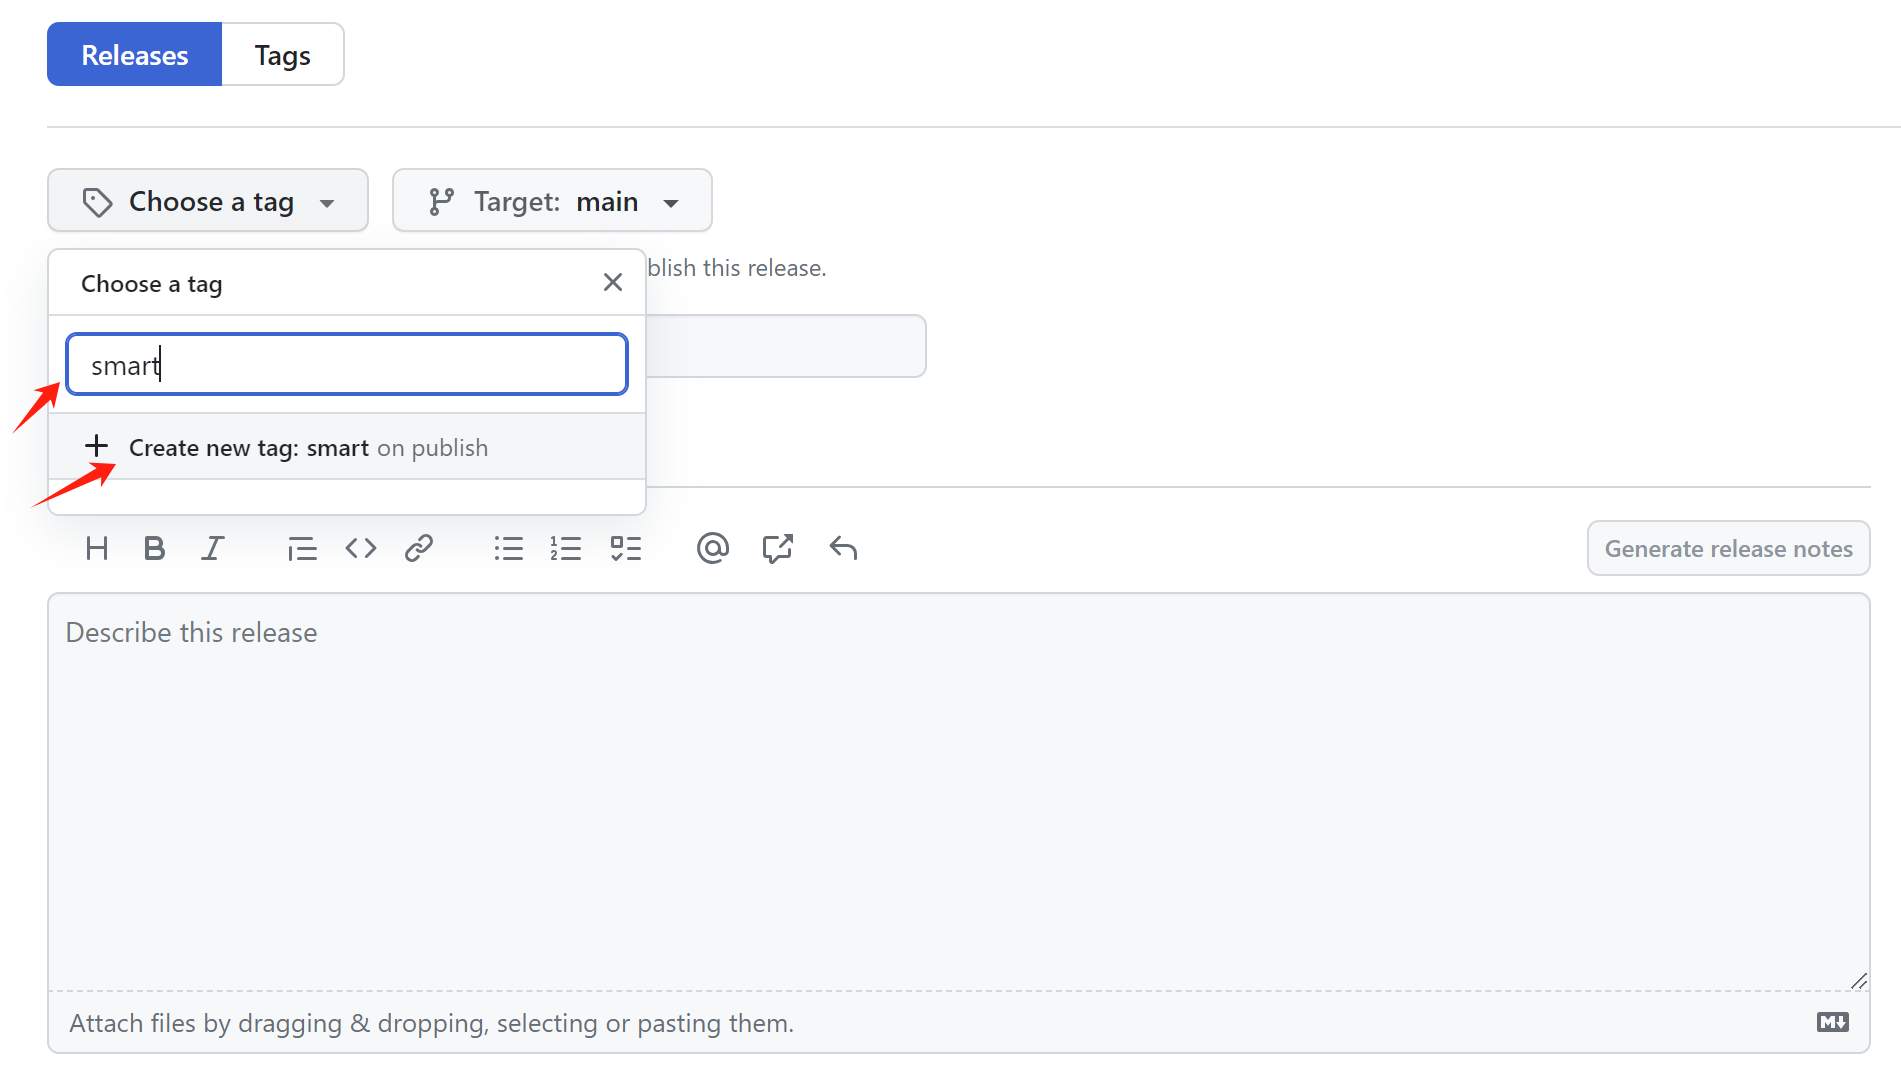 Releases Tags
Choose a tag Target: main
Choose a tag
blish this release.
smart
Create new tag: smart on publish
H B I
Generate release notes
Describe this release
Attach files by dragging & dropping, selecting or pasting them.